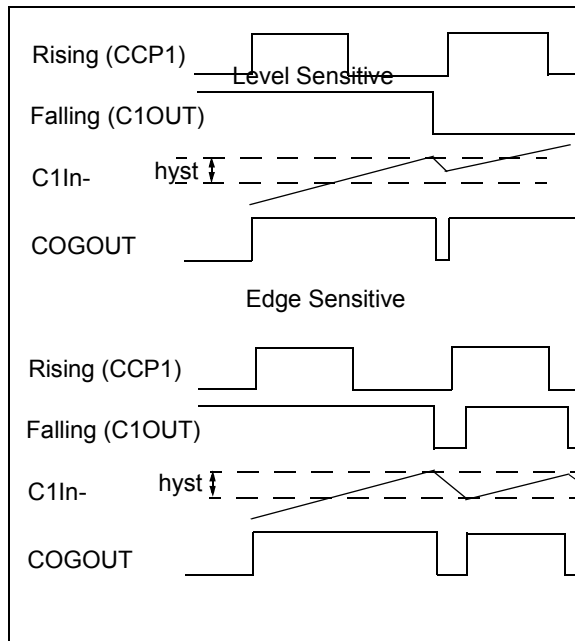 Rising (CCP1)
Level Sensitive
Falling (C1OUT)
hyst
C1In-
COGOUT
Edge Sensitive
Rising (CCP1)
Falling (C1OUT)
hyst
C1In-
COGOUT